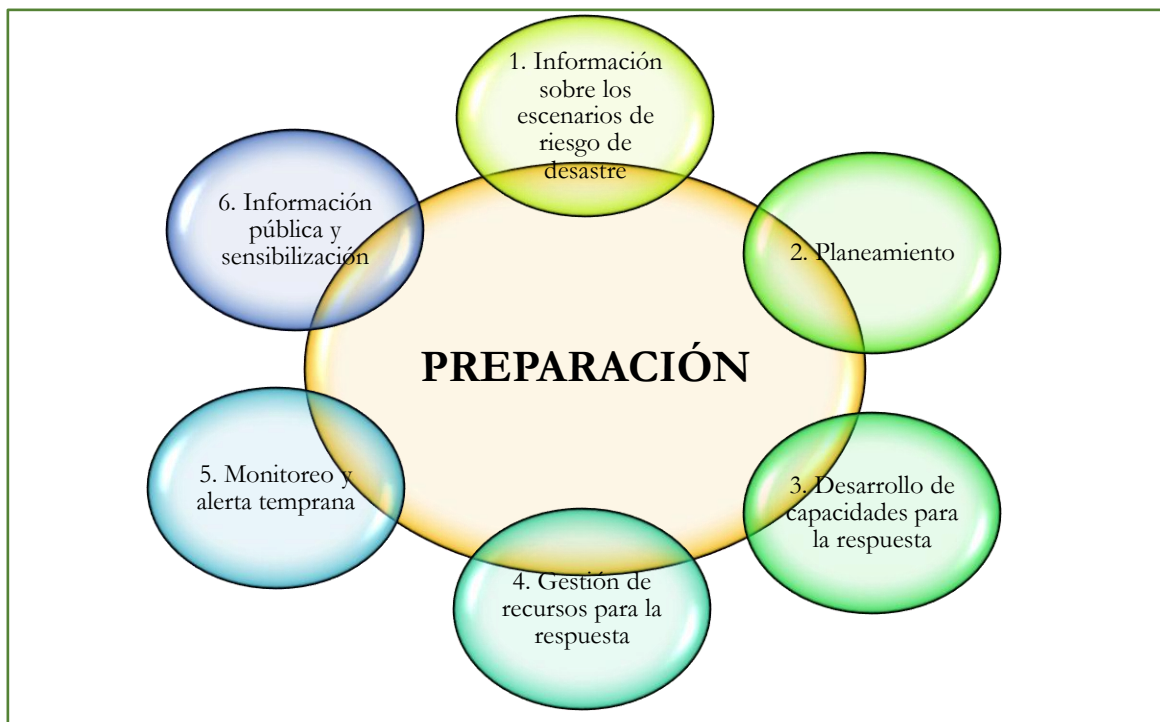 1. Información
sobre los
escenarios de
riesgo de
desastre
2. Planeamiento
3. Desarrollo de
capacidades para
la respuesta
4. Gestión de
recursos para la
respuesta
5. Monitoreo y
alerta temprana
6. Información
pública y
sensibilización
PREPARACIÓN